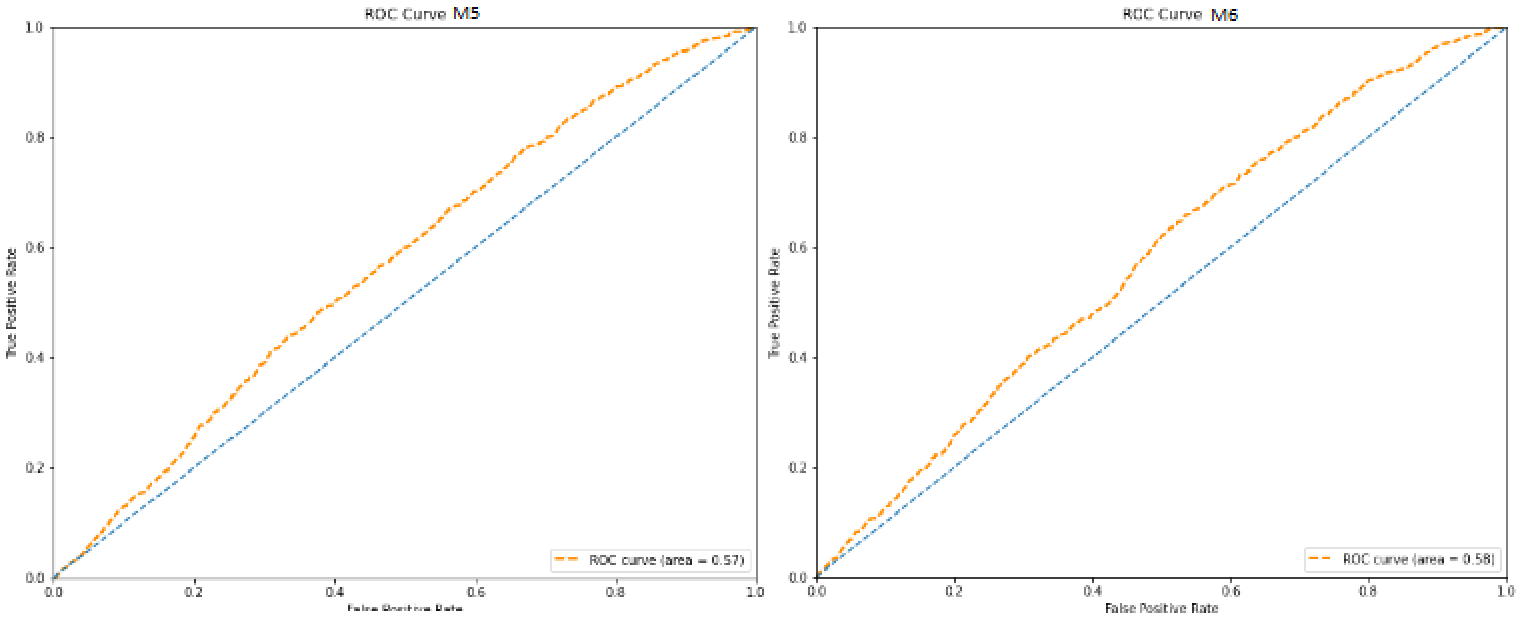 ROC Curve M5
1.0
0.8
0.6
0.4
0.2
0.0
True Positive Rate
0.0 0.2 0.4 0.6 0.8 1.0
False Positive Rate
ROC curve (area = 0.57)
ROC Curve M6
1.0
0.8
0.6
0.4
0.2
0.0
True Positive Rate
0.0 0.2 0.4 0.6 0.8 1.0
False Positive Rate
ROC curve (area = 0.58)